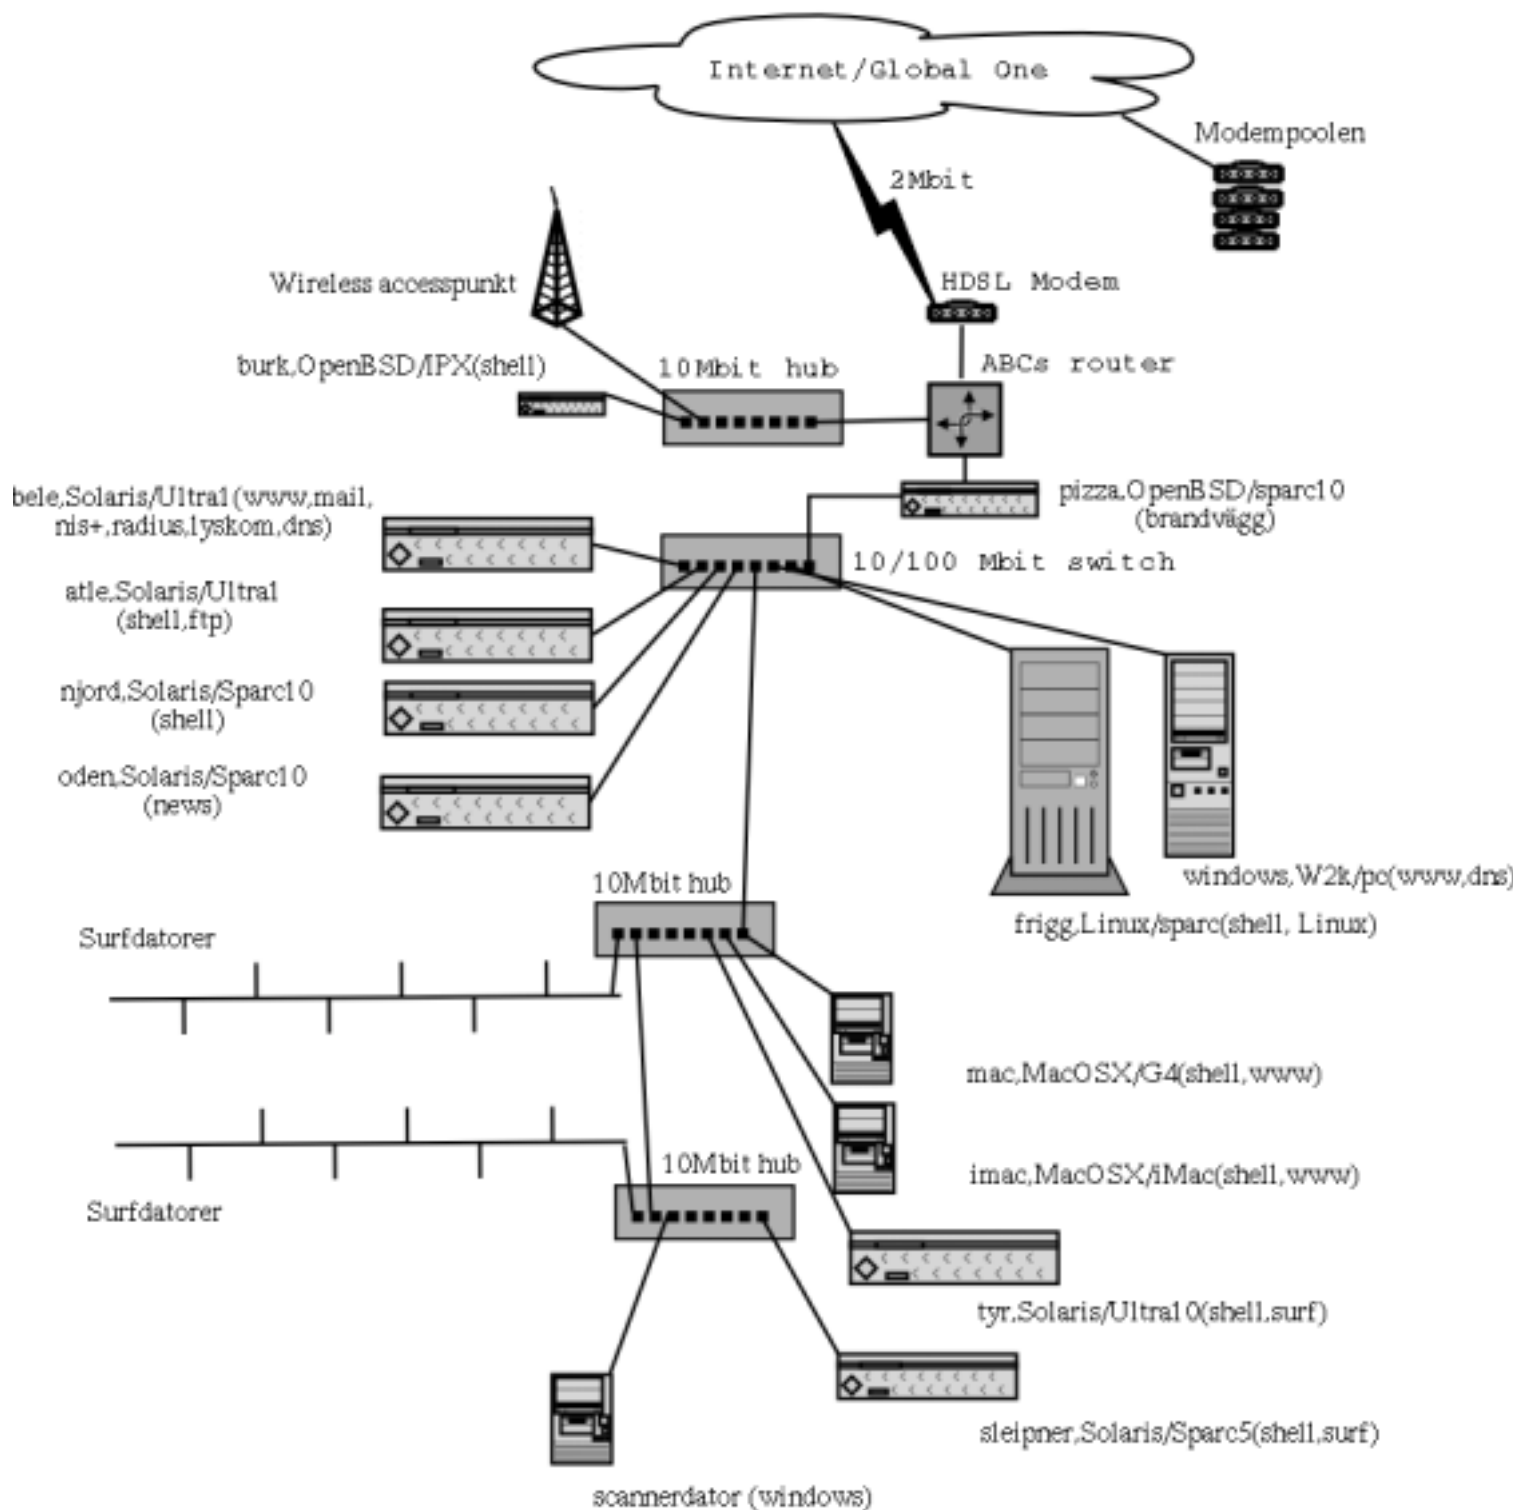 Internet/Global One
Modempoolen
2Mbit
Wireless accesspunkt
HDSL Modem
burk,OpenBSD/IPX(shell)
10Mbit hub
ABCs router
bele,Solaris/Ultra1(www,mail,
nis+,radius,lyskom,dns)
pizza,OpenBSD/sparc10
(brandvägg)
10/100 Mbit switch
atle,Solaris/Ultra1
(shell,ftp)
njord,Solaris/Sparc10
(shell)
oden,Solaris/Sparc10
(news)
windows,W2k/pc(www,dns)
frigg,Linux/sparc(shell, Linux)
10Mbit hub
Surfdatorer
mac,MacOSX/G4(shell,www)
imac,MacOSX/iMac(shell,www)
10Mbit hub
Surfdatorer
tyr,Solaris/Ultra10(shell,surf)
sleipner,Solaris/Sparc5(shell,surf)
scannerdator (windows)